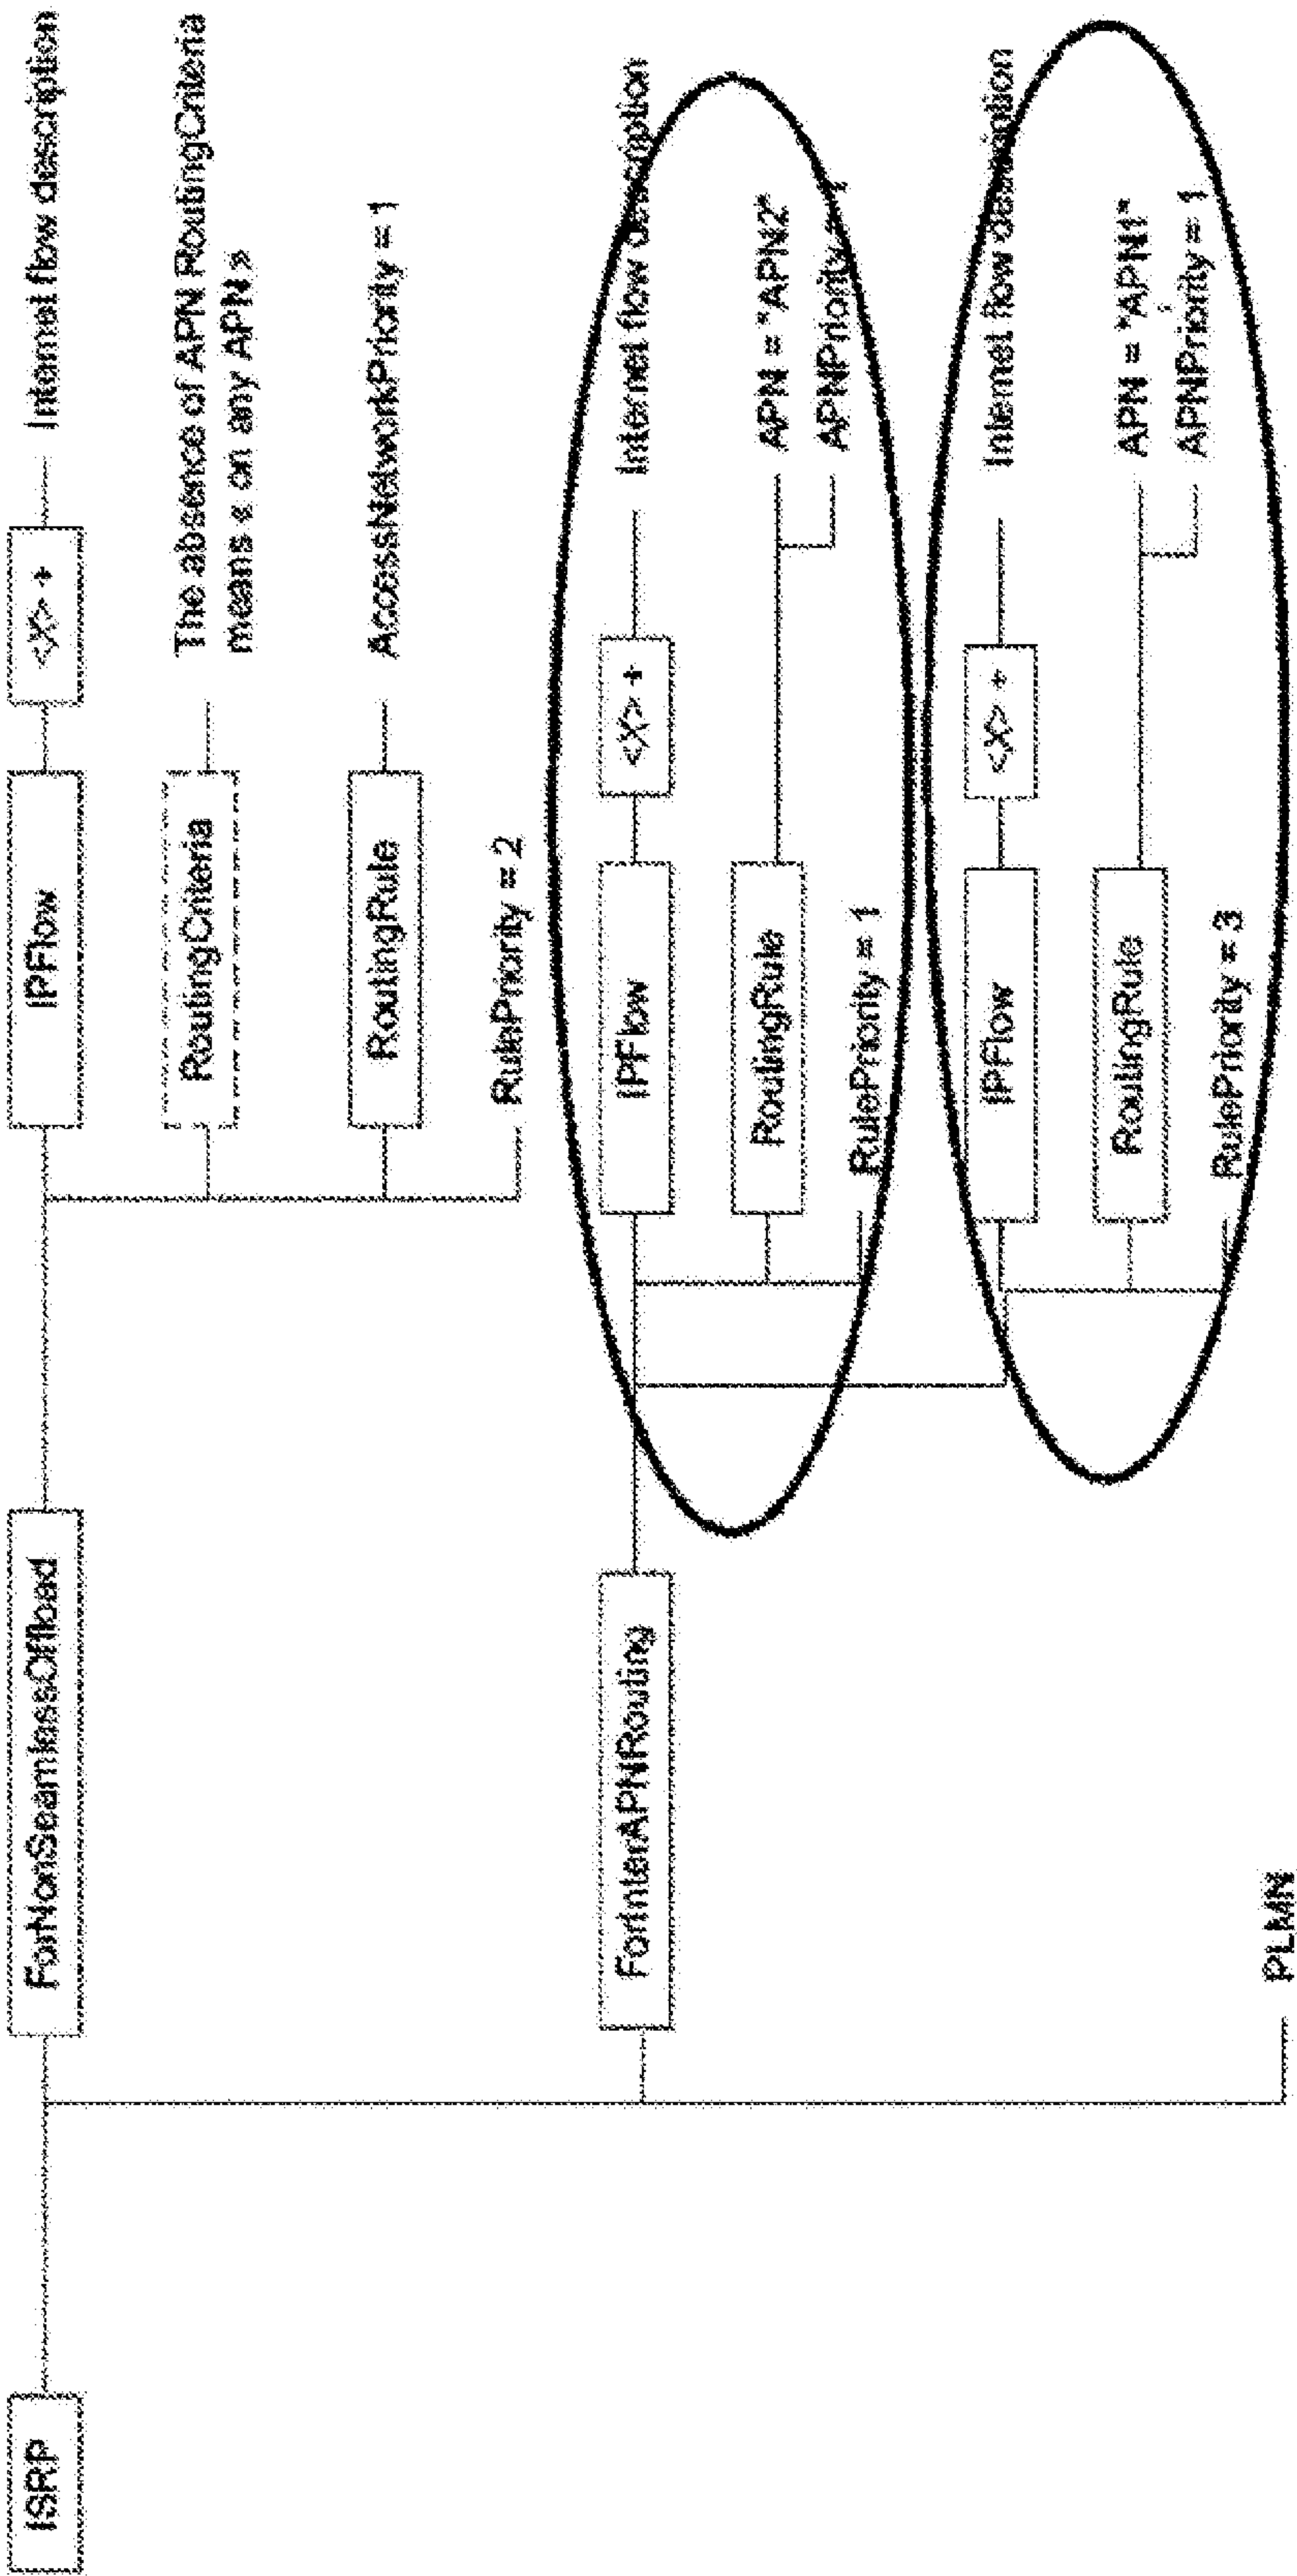 ISRP
ForNonSeamlessOffload
IPFlow
<X> +
Internet flow description
RoutingCriteria
The absence of APN RoutingCriteria
means « on any APN »
RoutingRule
AccessNetworkPriority = 1
RulePriority = 2
ForInterAPNRouting
IPFlow
<X> +
Internet flow description
RoutingRule
APN = "APN2"
APNPriority = 1
RulePriority = 1
IPFlow
<X> +
Internet flow description
RoutingRule
APN = "APN1"
APNPriority = 1
RulePriority = 3
PLMN